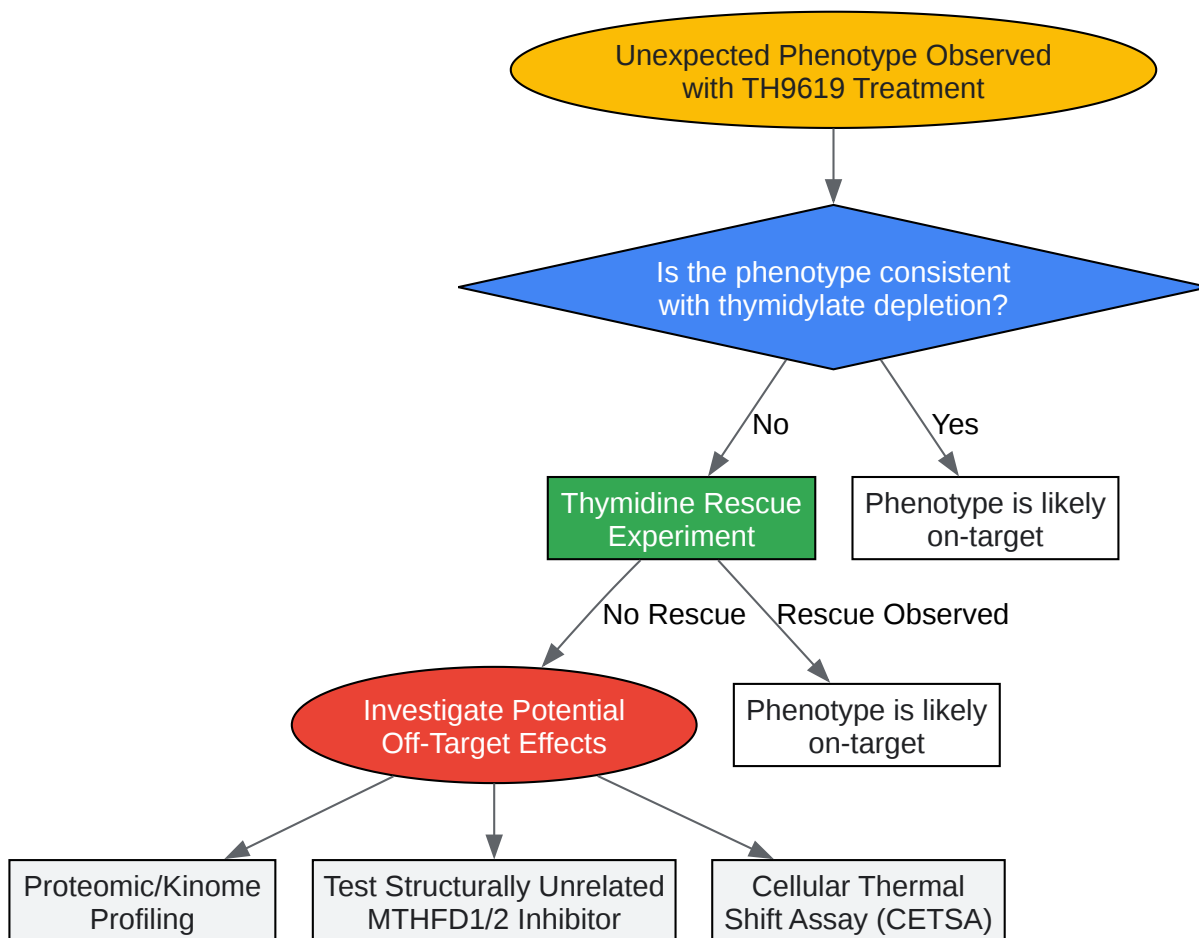 Unexpected Phenotype Observed
with TH9619 Treatment
Is the phenotype consistent
with thymidylate depletion?
No
Yes
Thymidine Rescue
Experiment
Phenotype is likely
on-target
No Rescue
Rescue Observed
Investigate Potential
Off-Target Effects
Phenotype is likely
on-target
Proteomic/Kinome
Profiling
Test Structurally Unrelated
MTHFD1/2 Inhibitor
Cellular Thermal
Shift Assay (CETSA)